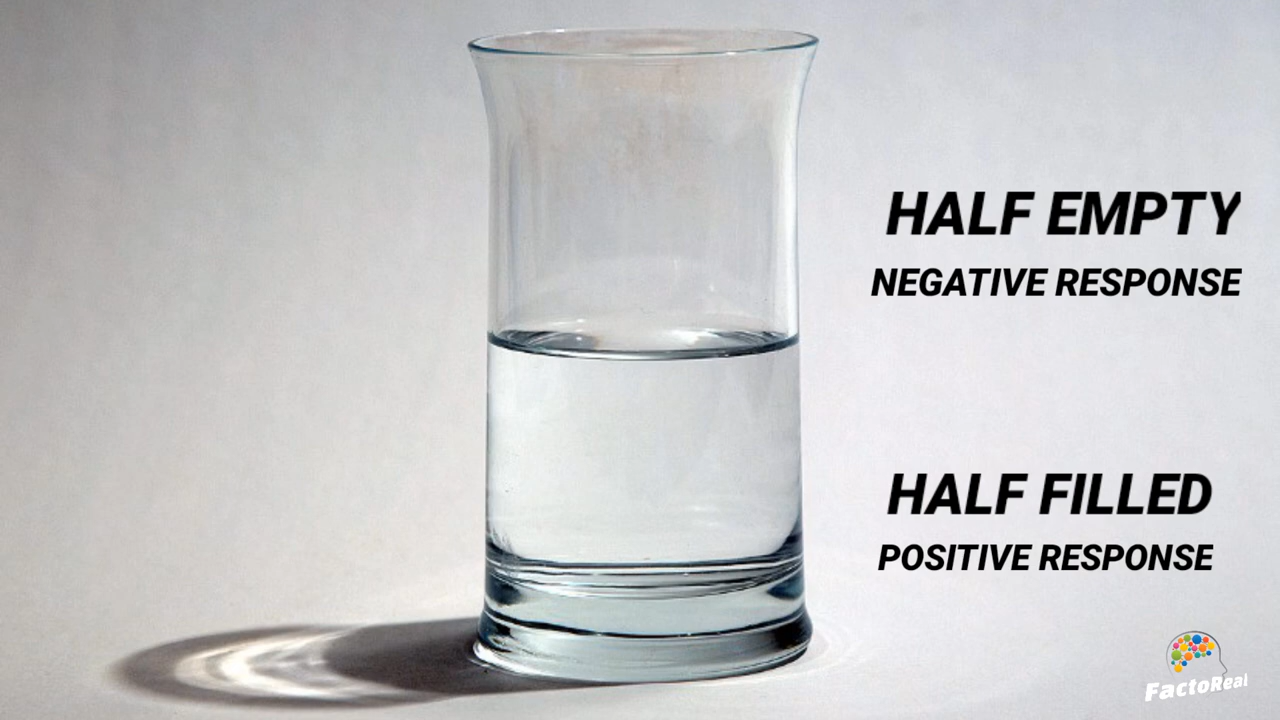 HALF EMPTY
NEGATIVE RESPONSE
HALF FILLED
POSITIVE RESPONSE
FactoReal